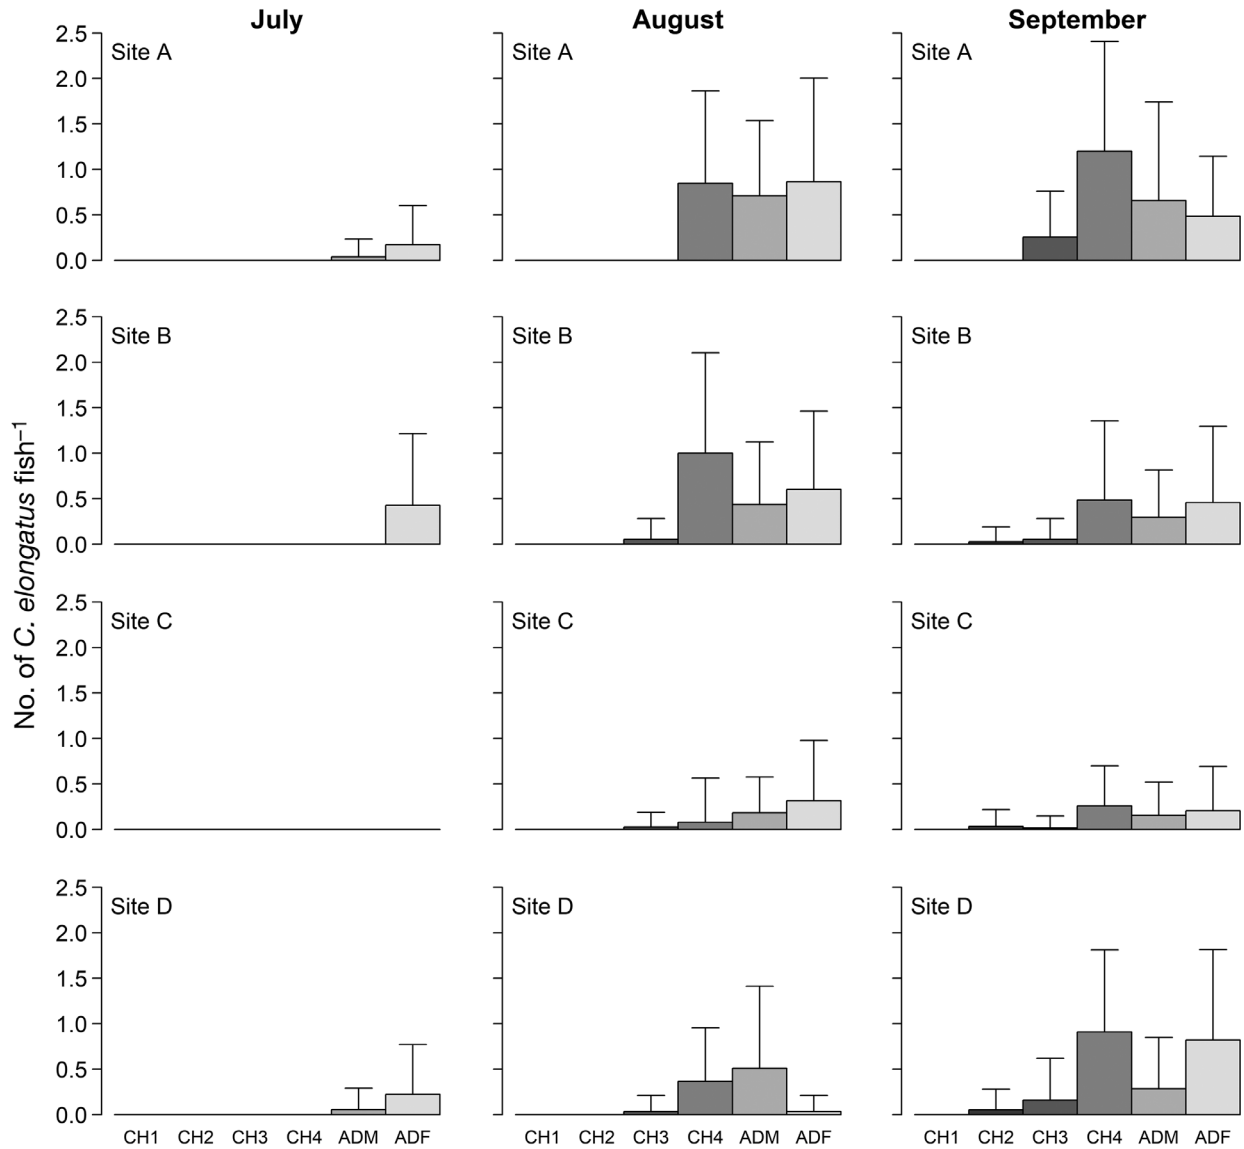 July August September
2.5 Site A Site A Site A
2.0
1.5
1.0
0.5
0.0
2.5 Site B Site B Site B
2.0
1.5
1.0
0.5
0.0
No. of C. elongatus fish⁻¹
2.5 Site C Site C Site C
2.0
1.5
1.0
0.5
0.0
2.5 Site D Site D Site D
2.0
1.5
1.0
0.5
0.0
CH1 CH2 CH3 CH4 ADM ADF CH1 CH2 CH3 CH4 ADM ADF CH1 CH2 CH3 CH4 ADM ADF